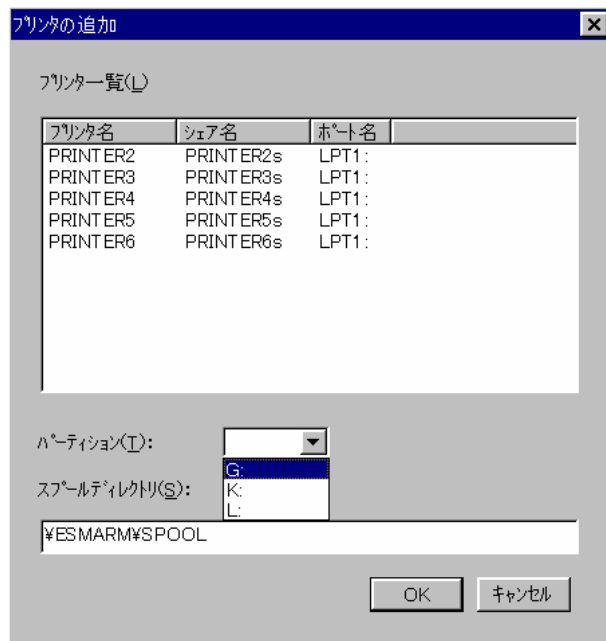 プリンタの追加
プリンター覧(L)
プリンタ名 シェア名 ポート名
PRINTER2 PRINTER2s LPT1:
PRINTER3 PRINTER3s LPT1:
PRINTER4 PRINTER4s LPT1:
PRINTER5 PRINTER5s LPT1:
PRINTER6 PRINTER6s LPT1:
パーティション(T):
G:
スプールディレクトリ(S):
K:
L:
¥ESMARM¥SPOOL
OK キャンセル